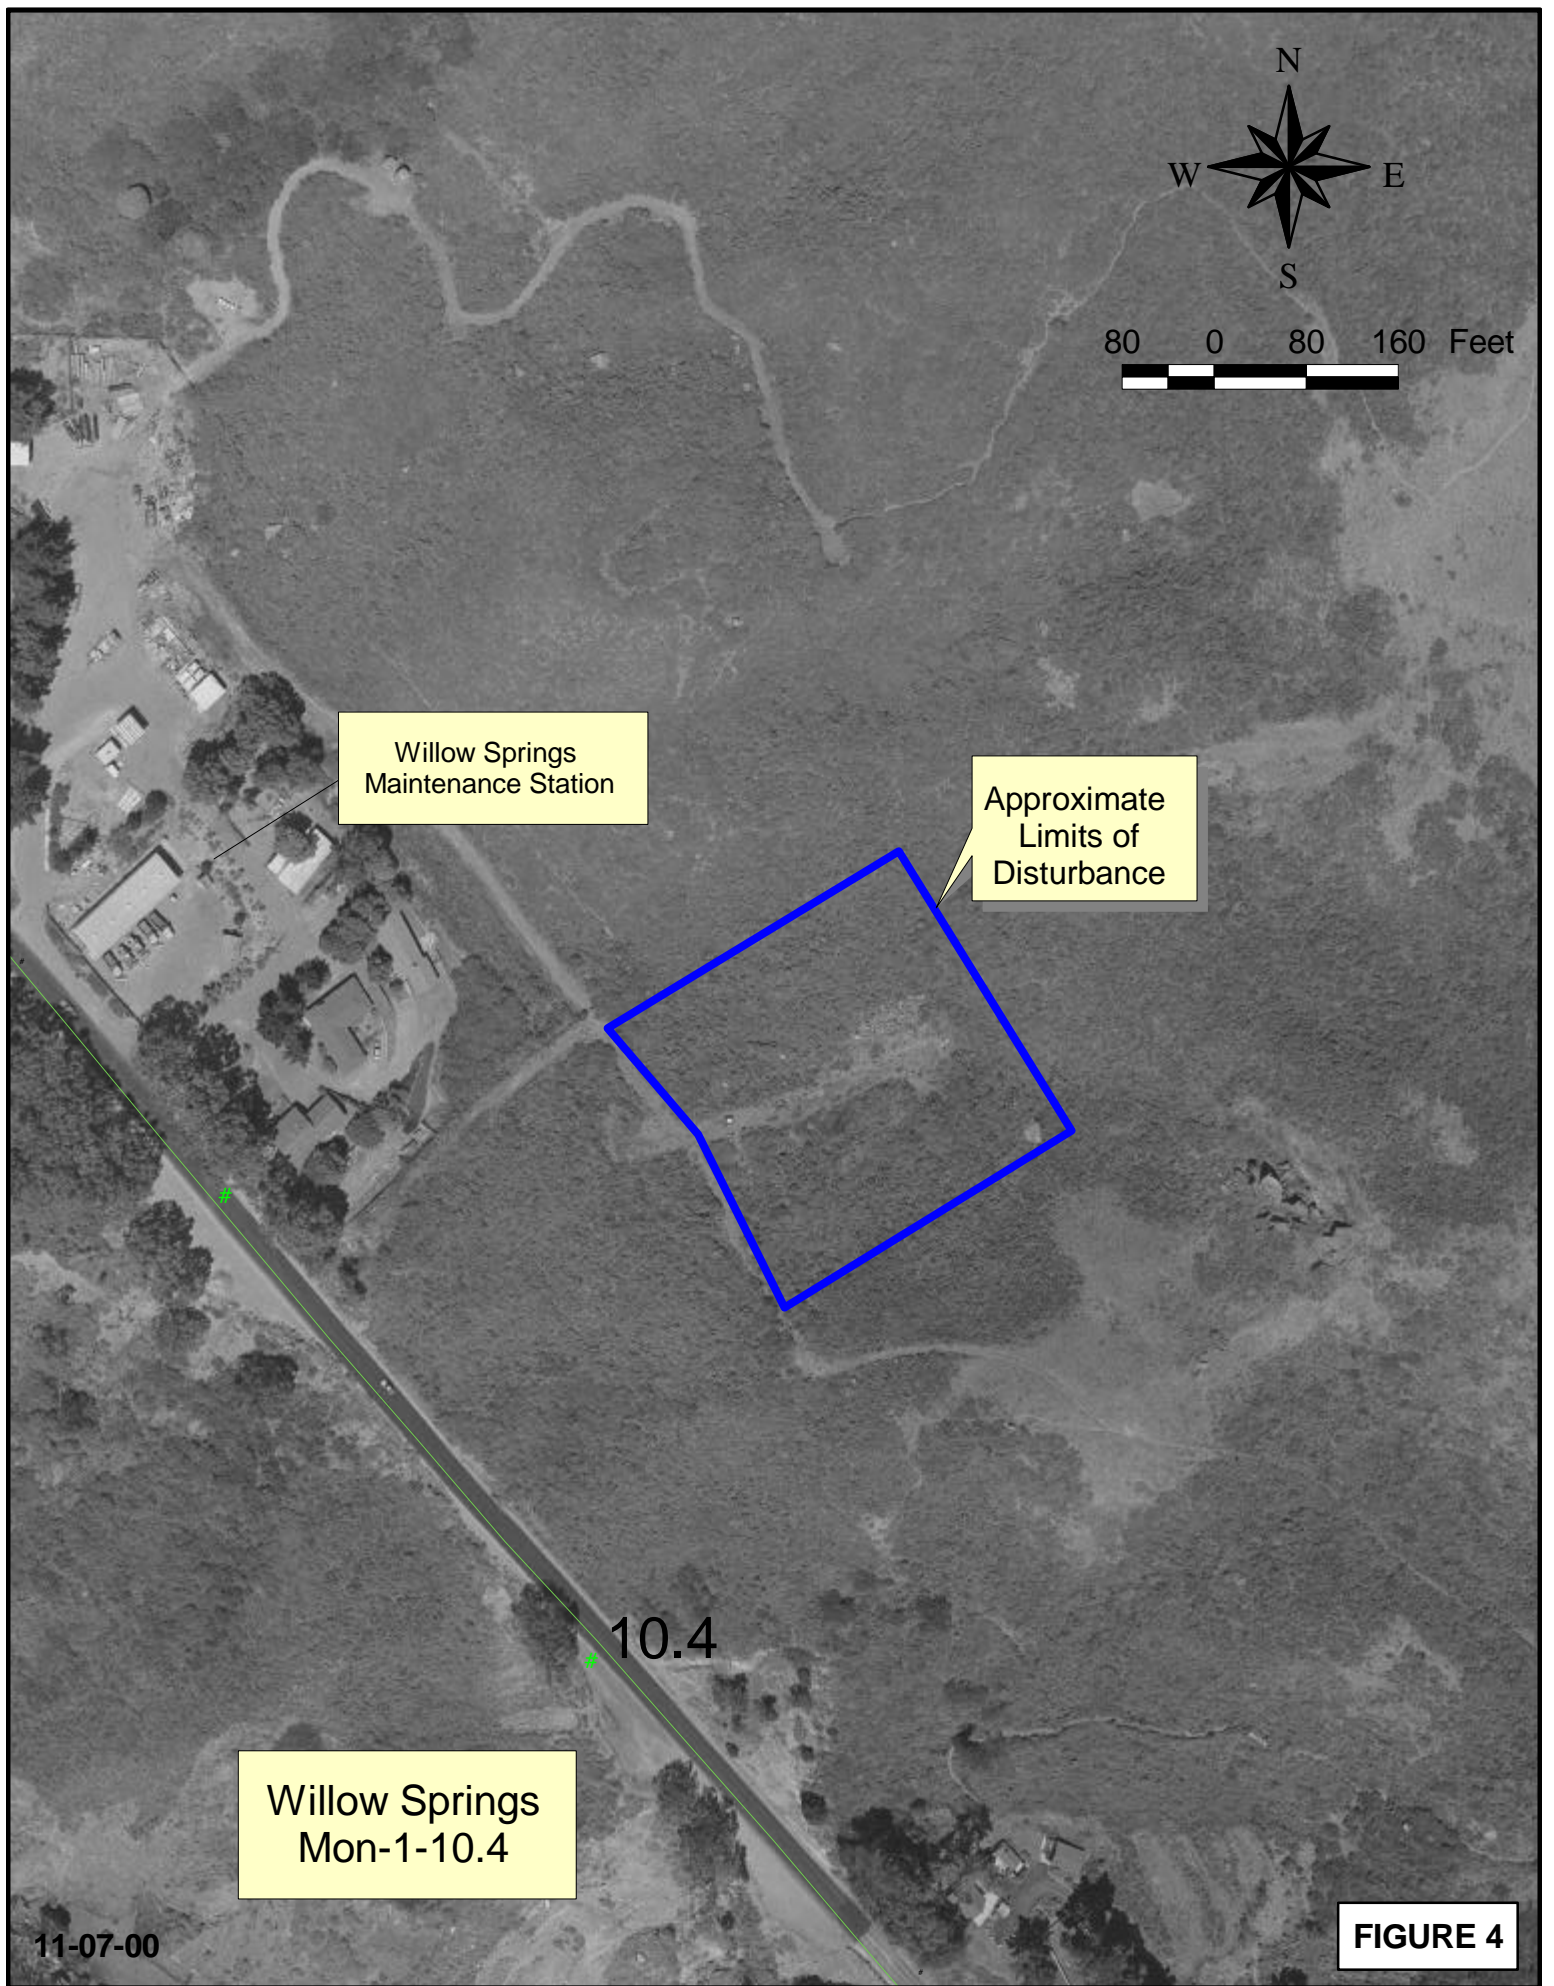 N
W E
S
80 0 80 160 Feet
Willow Springs
Maintenance Station
Approximate
Limits of
Disturbance
#
10.4
#
Willow Springs
Mon-1-10.4
11-07-00
FIGURE 4